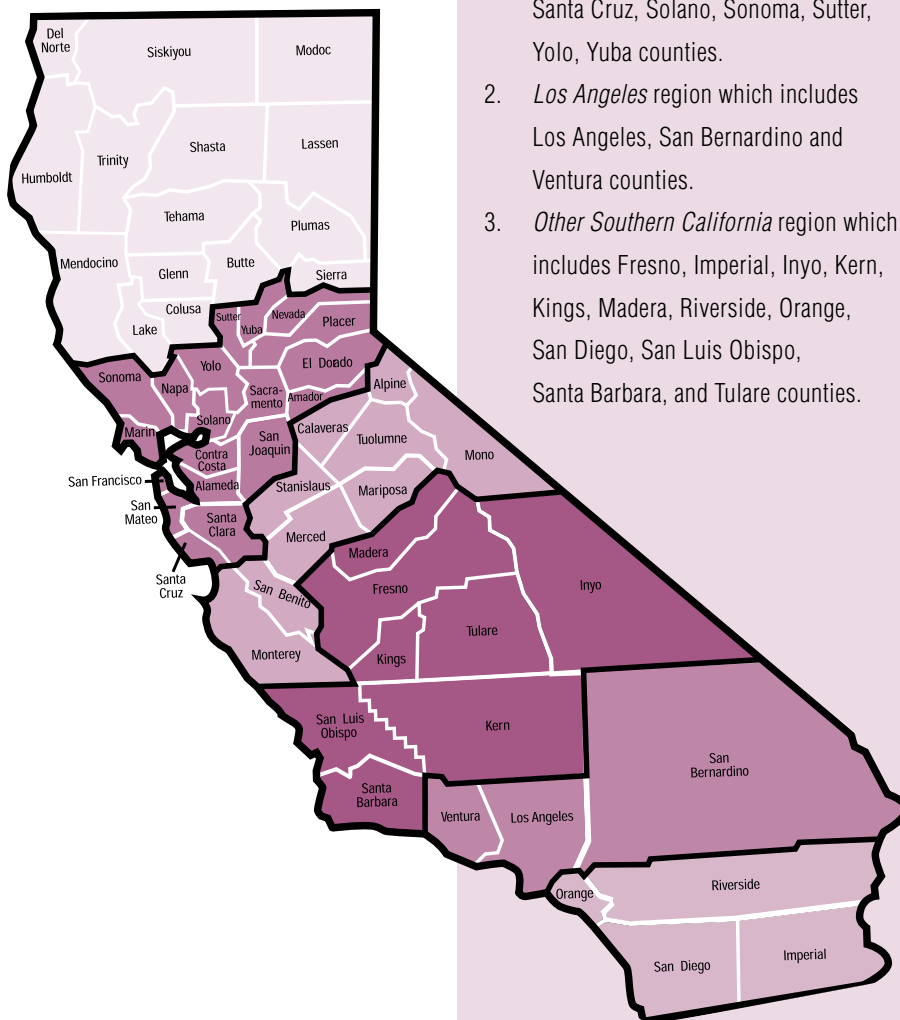 Santa Cruz, Solano, Sonoma, Sutter,
Yolo, Yuba counties.
2. Los Angeles region which includes
Los Angeles, San Bernardino and
Ventura counties.
3. Other Southern California region which
includes Fresno, Imperial, Inyo, Kern,
Kings, Madera, Riverside, Orange,
San Diego, San Luis Obispo,
Santa Barbara, and Tulare counties.
Del
Norte
Siskiyou
Modoc
Humboldt
Trinity
Shasta
Lassen
Tehama
Plumas
Mendocino
Glenn
Butte
Sierra
Lake
Colusa
Sutter
Yuba
Nevada
Placer
Sonoma
Napa
Yolo
El Dorado
Sacra-
mento
Amador
Alpine
Solano
Marin
San
Joaquin
Calaveras
Tuolumne
Mono
Contra
Costa
San Francisco
Alameda
Stanislaus
Mariposa
San
Mateo
Santa
Clara
Merced
Madera
Santa
Cruz
San Benito
Fresno
Inyo
Monterey
Kings
Tulare
San Luis
Obispo
Kern
San
Bernardino
Santa
Barbara
Ventura
Los Angeles
Orange
Riverside
San Diego
Imperial